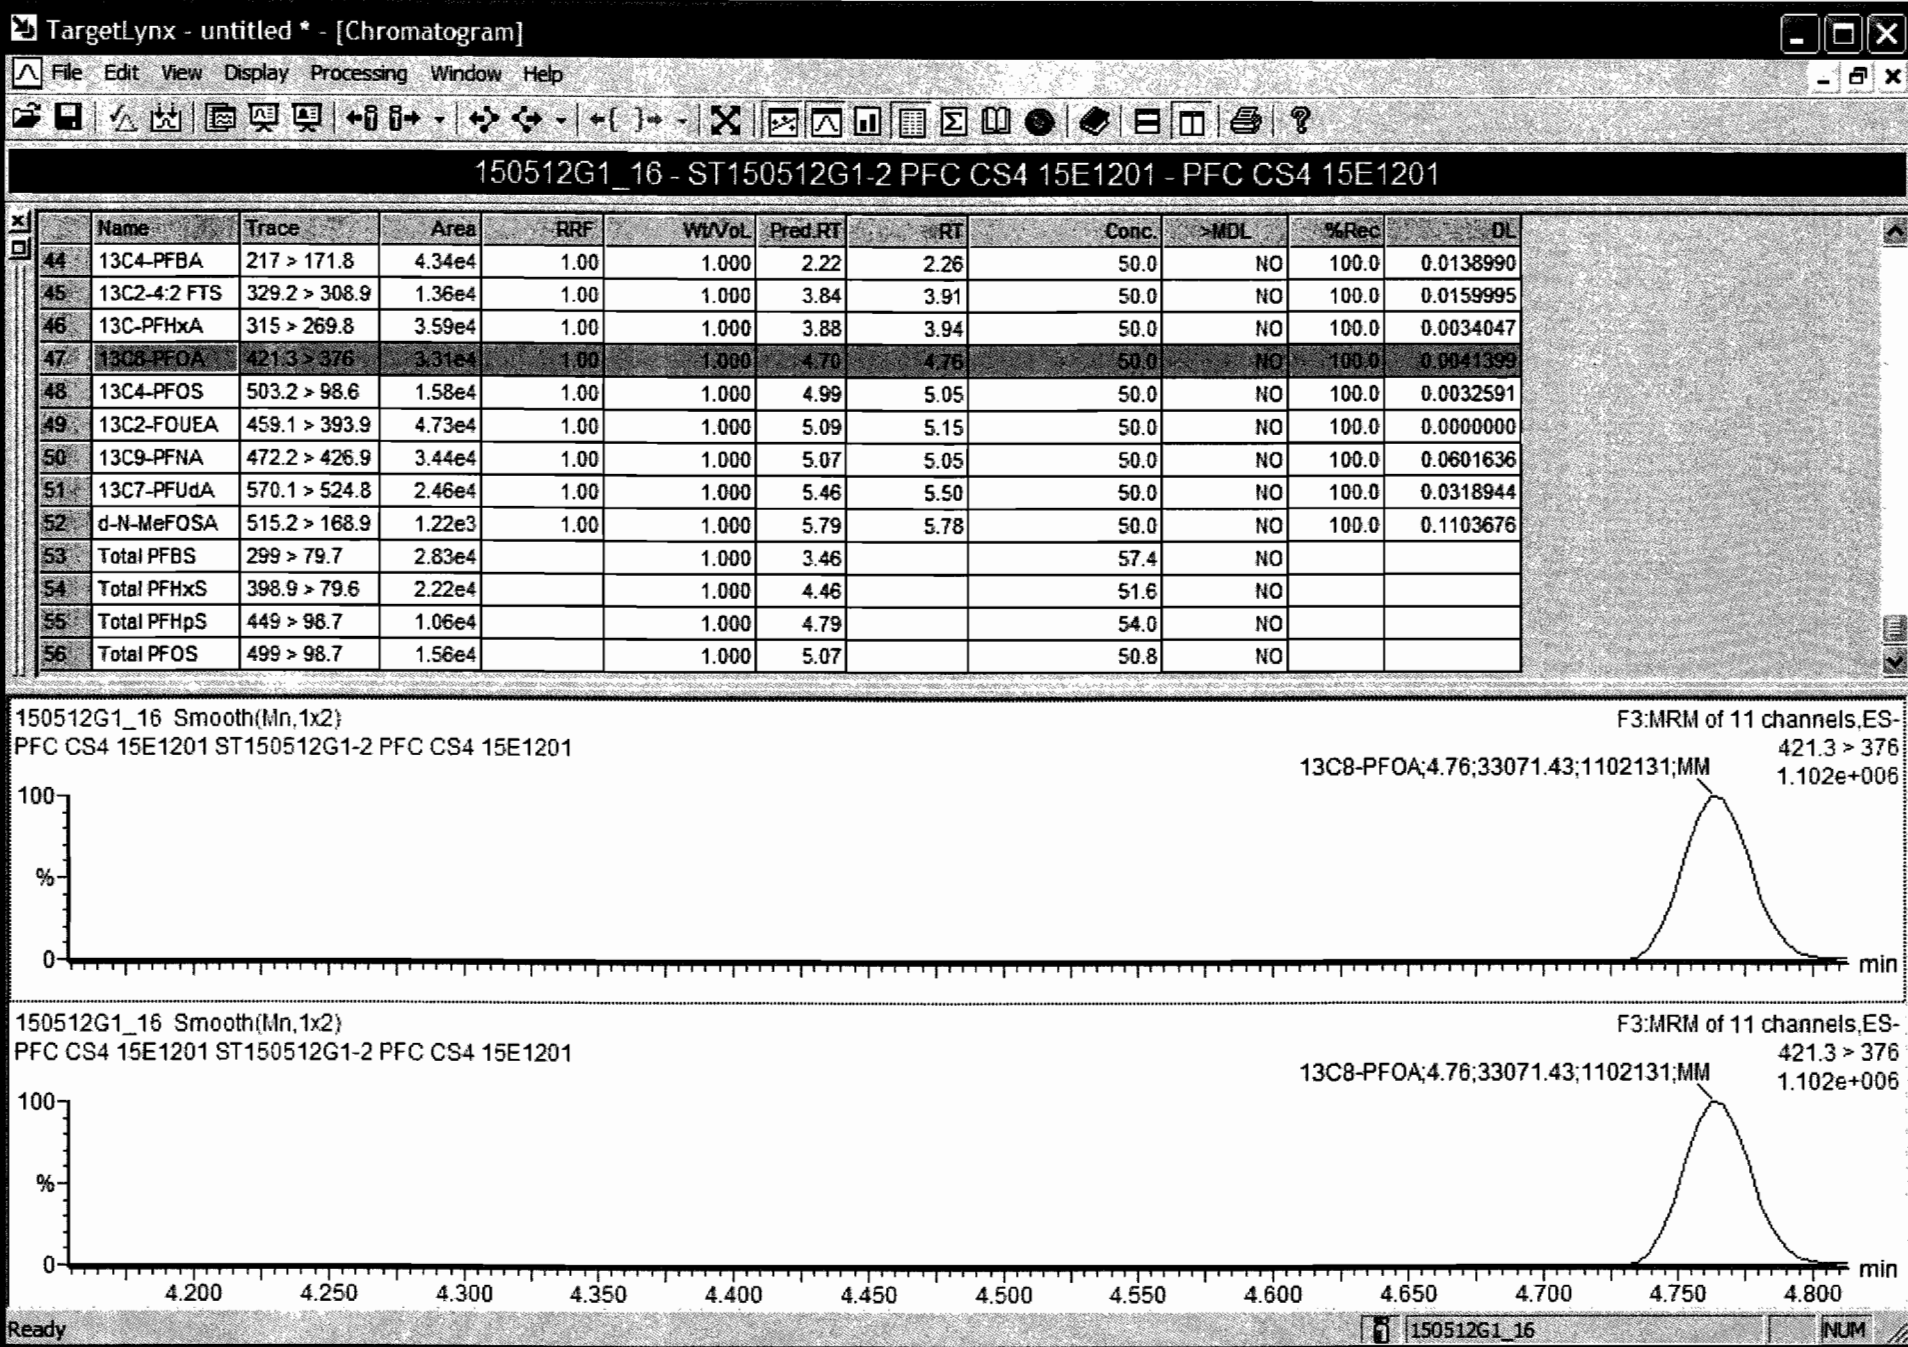 TargetLynx - untitled * - [Chromatogram]
File Edit View Display Processing Window Help
150512G1_16 - ST150512G1-2 PFC CS4 15E1201 - PFC CS4 15E1201
Name Trace Area RRF Wt/Vol. Pred.RT RT Conc. >MDL %Rec DL
44 13C4-PFBA 217 > 171.8 4.34e4 1.00 1.000 2.22 2.26 50.0 NO 100.0 0.0138990
45 13C2-4:2 FTS 329.2 > 308.9 1.36e4 1.00 1.000 3.84 3.91 50.0 NO 100.0 0.0159995
46 13C-PFHxA 315 > 269.8 3.59e4 1.00 1.000 3.88 3.94 50.0 NO 100.0 0.0034047
47 13C8-PFOA 421.3 > 376 3.31e4 1.00 1.000 4.70 4.76 50.0 NO 100.0 0.0041399
48 13C4-PFOS 503.2 > 98.6 1.58e4 1.00 1.000 4.99 5.05 50.0 NO 100.0 0.0032591
49 13C2-FOUEA 459.1 > 393.9 4.73e4 1.00 1.000 5.09 5.15 50.0 NO 100.0 0.0000000
50 13C9-PFNA 472.2 > 426.9 3.44e4 1.00 1.000 5.07 5.05 50.0 NO 100.0 0.0601636
51 13C7-PFUdA 570.1 > 524.8 2.46e4 1.00 1.000 5.46 5.50 50.0 NO 100.0 0.0318944
52 d-N-MeFOSA 515.2 > 168.9 1.22e3 1.00 1.000 5.79 5.78 50.0 NO 100.0 0.1103676
53 Total PFBS 299 > 79.7 2.83e4 1.000 3.46 57.4 NO
54 Total PFHxS 398.9 > 79.6 2.22e4 1.000 4.46 51.6 NO
55 Total PFHpS 449 > 98.7 1.06e4 1.000 4.79 54.0 NO
56 Total PFOS 499 > 98.7 1.56e4 1.000 5.07 50.8 NO
150512G1_16 Smooth(Mn,1x2) F3:MRM of 11 channels,ES-
PFC CS4 15E1201 ST150512G1-2 PFC CS4 15E1201 421.3 > 376
13C8-PFOA;4.76;33071.43;1102131;MM 1.102e+006
100
%
0
min
150512G1_16 Smooth(Mn,1x2) F3:MRM of 11 channels,ES-
PFC CS4 15E1201 ST150512G1-2 PFC CS4 15E1201 421.3 > 376
13C8-PFOA;4.76;33071.43;1102131;MM 1.102e+006
100
%
0
min
4.200 4.250 4.300 4.350 4.400 4.450 4.500 4.550 4.600 4.650 4.700 4.750 4.800
Ready 150512G1_16 NUM